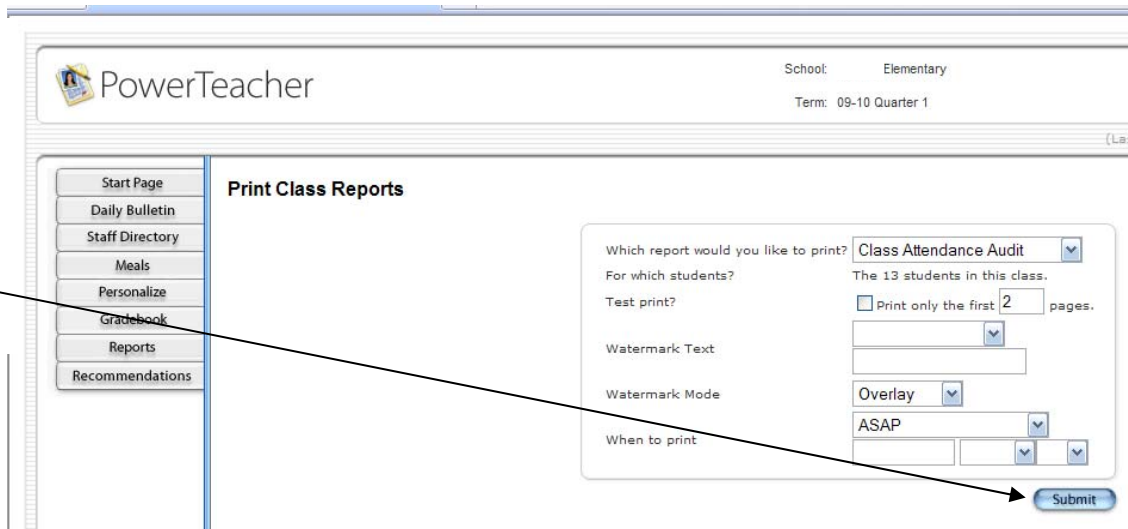 PowerTeacher
School: Elementary
Term: 09-10 Quarter 1
(La
Start Page
Daily Bulletin
Staff Directory
Meals
Personalize
Gradebook
Reports
Recommendations
Print Class Reports
Which report would you like to print? Class Attendance Audit
For which students? The 13 students in this class.
Test print? Print only the first 2 pages.
Watermark Text
Watermark Mode Overlay
When to print ASAP
Submit